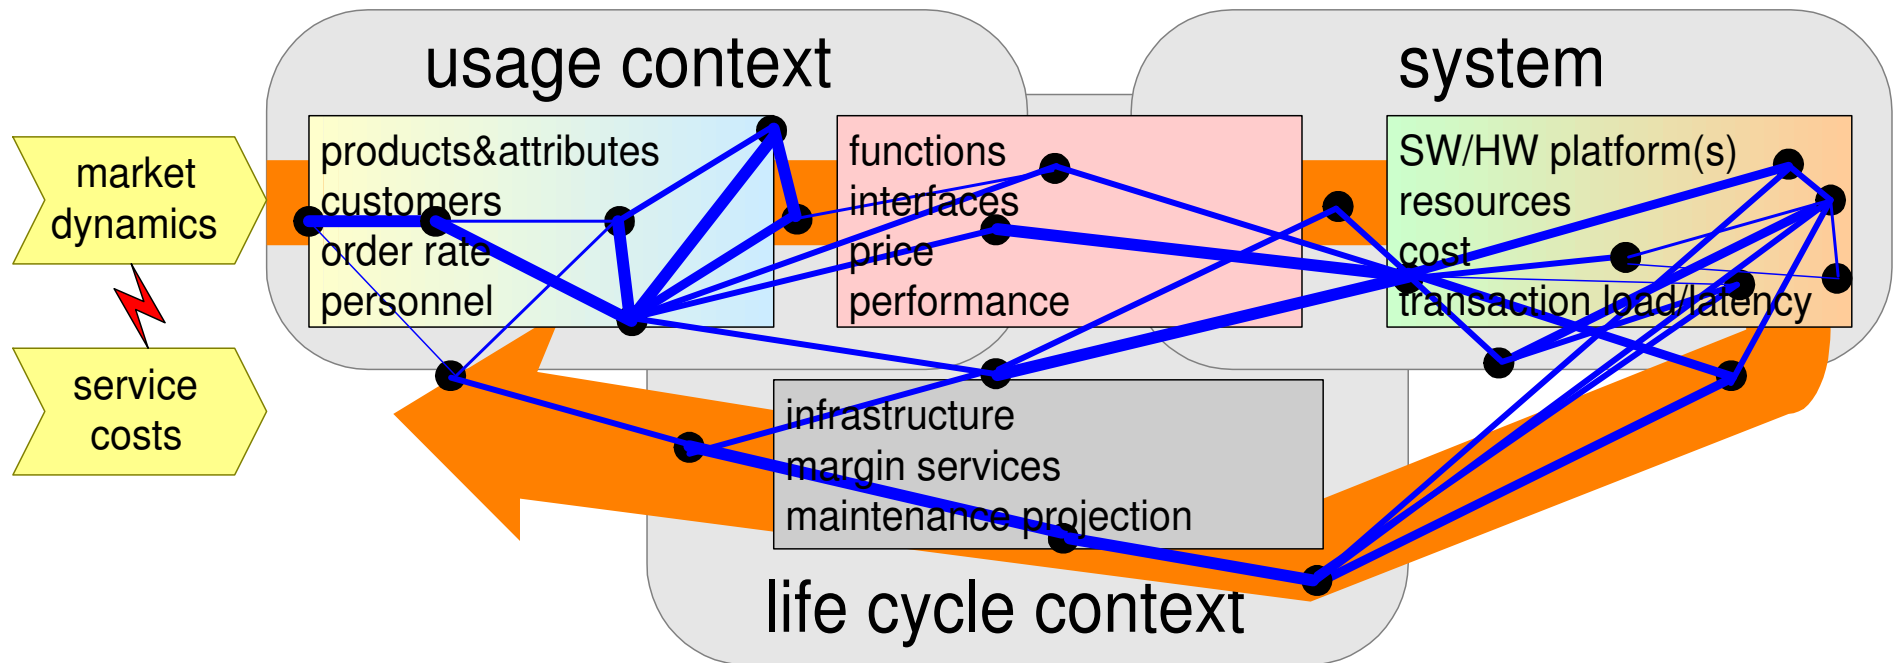 usage context
system
market
dynamics
service
costs
products&attributes
customers
order rate
personnel
functions
interfaces
price
performance
SW/HW platform(s)
resources
cost
transaction load/latency
infrastructure
margin services
maintenance projection
life cycle context